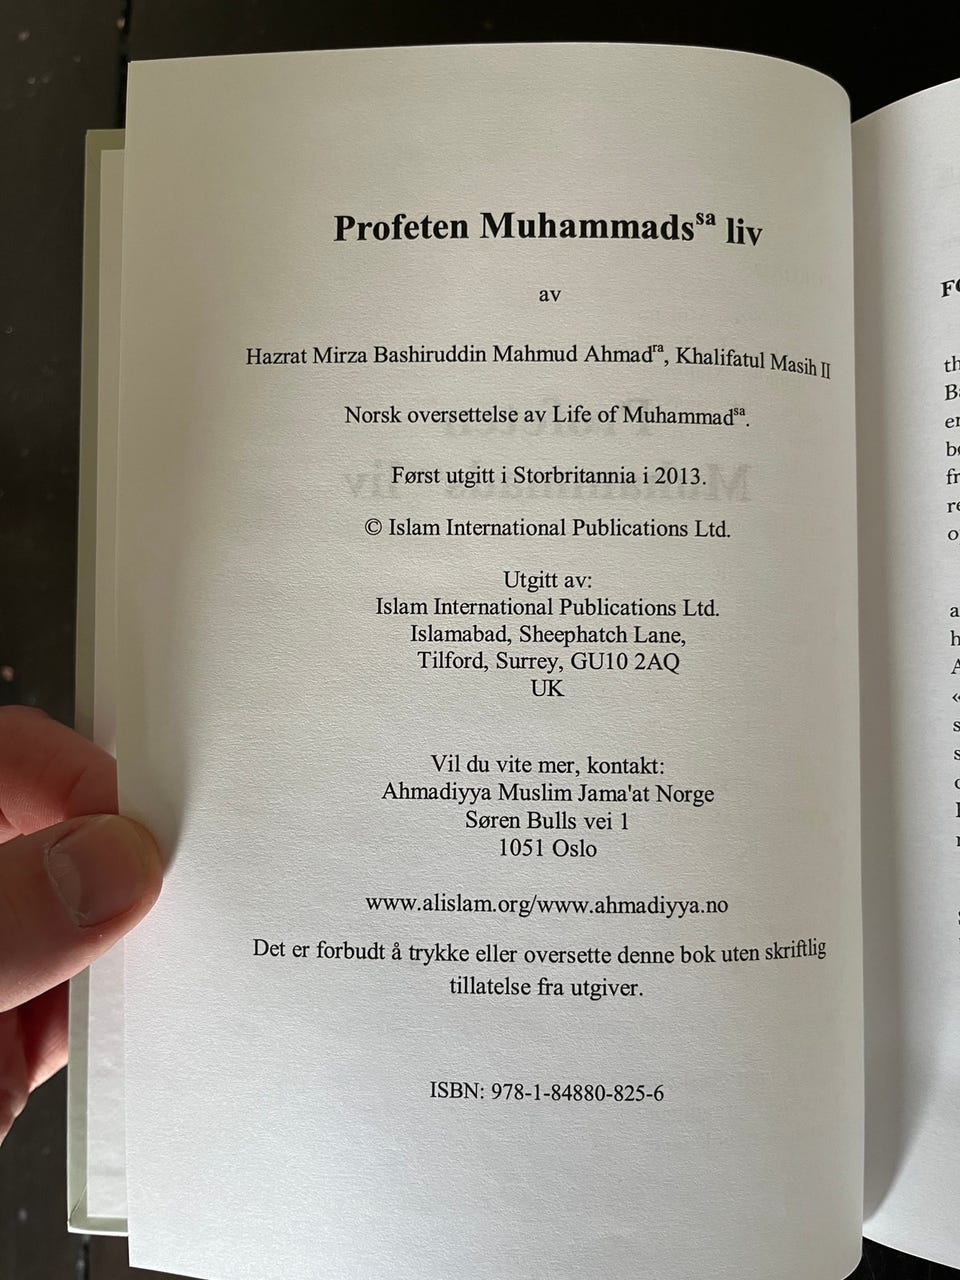 Profeten Muhammadsˢᵃ liv
av
Hazrat Mirza Bashiruddin Mahmud Ahmadʳᵃ, Khalifatul Masih II
Norsk oversettelse av Life of Muhammadˢᵃ.
Først utgitt i Storbritannia i 2013.
© Islam International Publications Ltd.
Utgitt av:
Islam International Publications Ltd.
Islamabad, Sheephatch Lane,
Tilford, Surrey, GU10 2AQ
UK
Vil du vite mer, kontakt:
Ahmadiyya Muslim Jama'at Norge
Søren Bulls vei 1
1051 Oslo
www.alislam.org/www.ahmadiyya.no
Det er forbudt å trykke eller oversette denne bok uten skriftlig
tillatelse fra utgiver.
ISBN: 978-1-84880-825-6